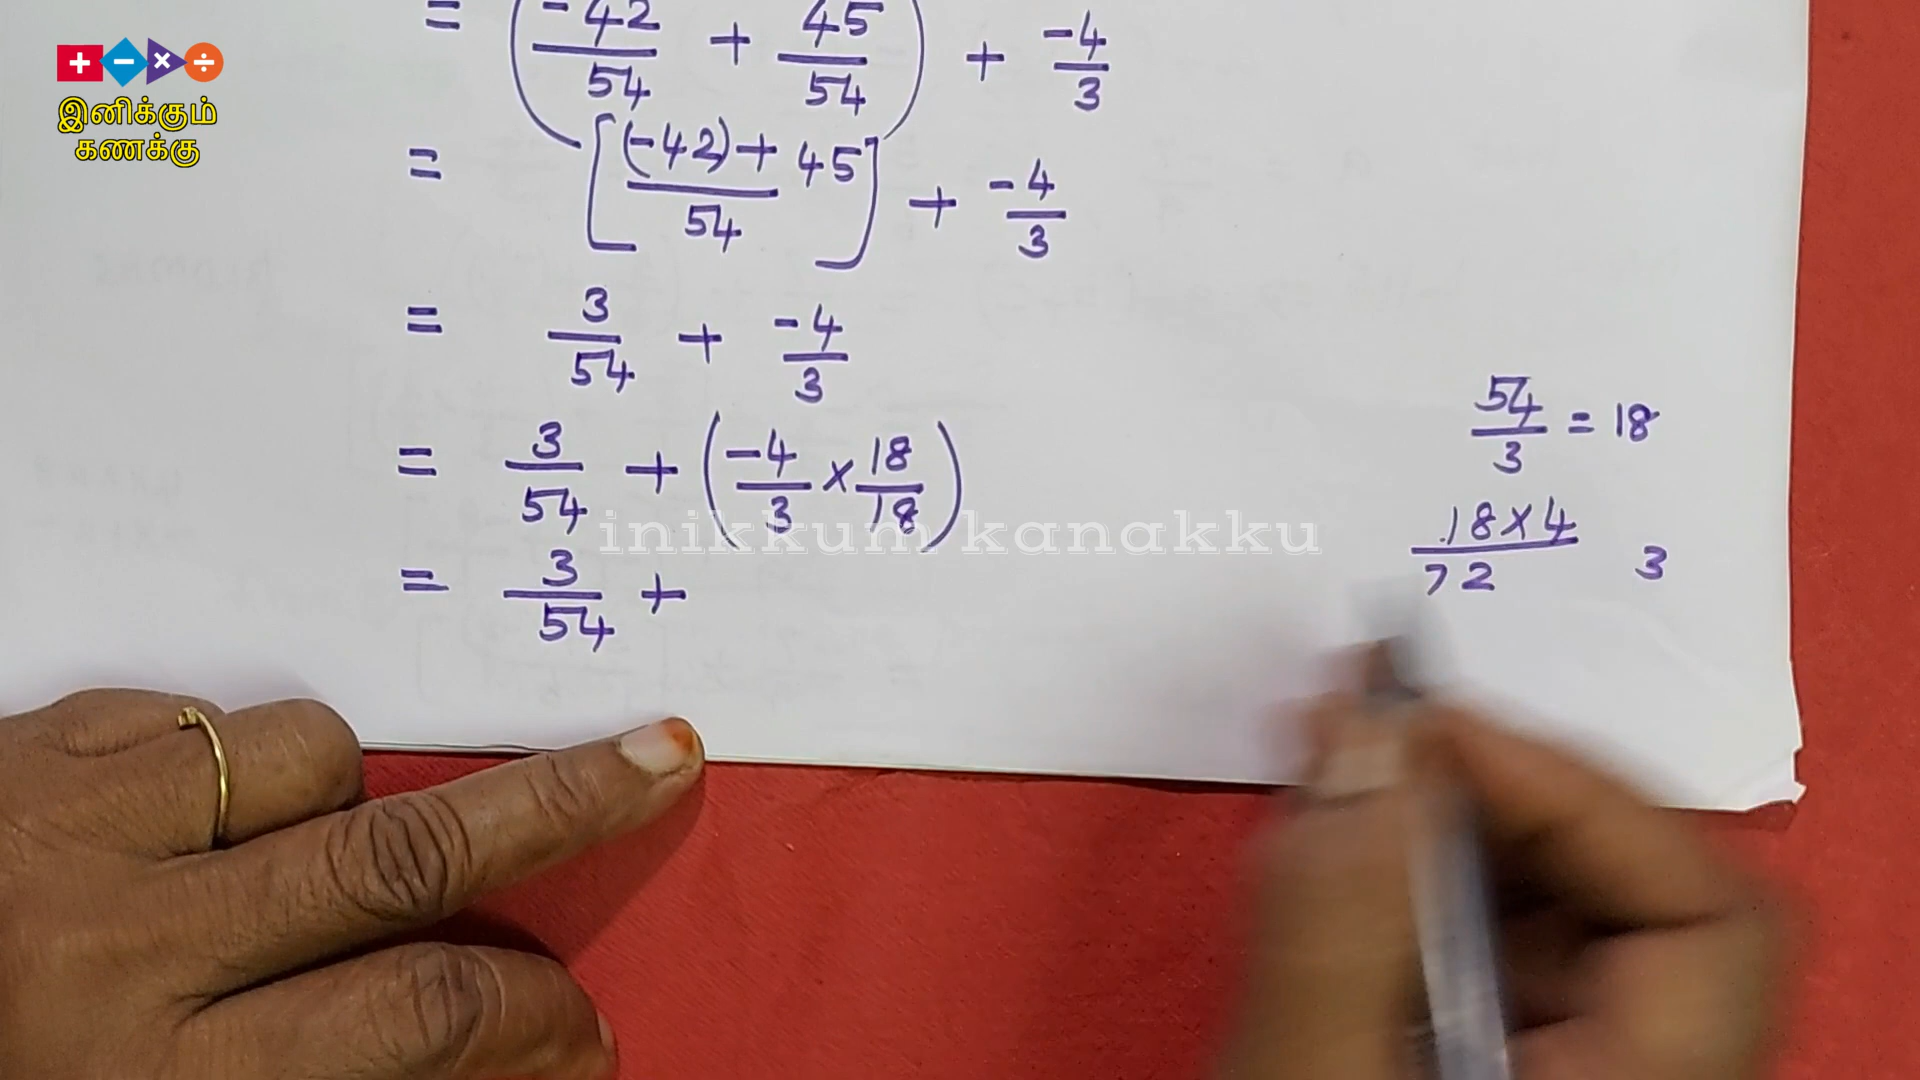 + - × ÷
இனிக்கும்
கணக்கு
= (-42/54 + 45/54) + -4/3
= [(-42)+45/54] + -4/3
= 3/54 + -4/3
= 3/54 + (-4/3 × 18/18)
= 3/54 +
54/3 = 18
18×4
72 3
inikkum kanakku